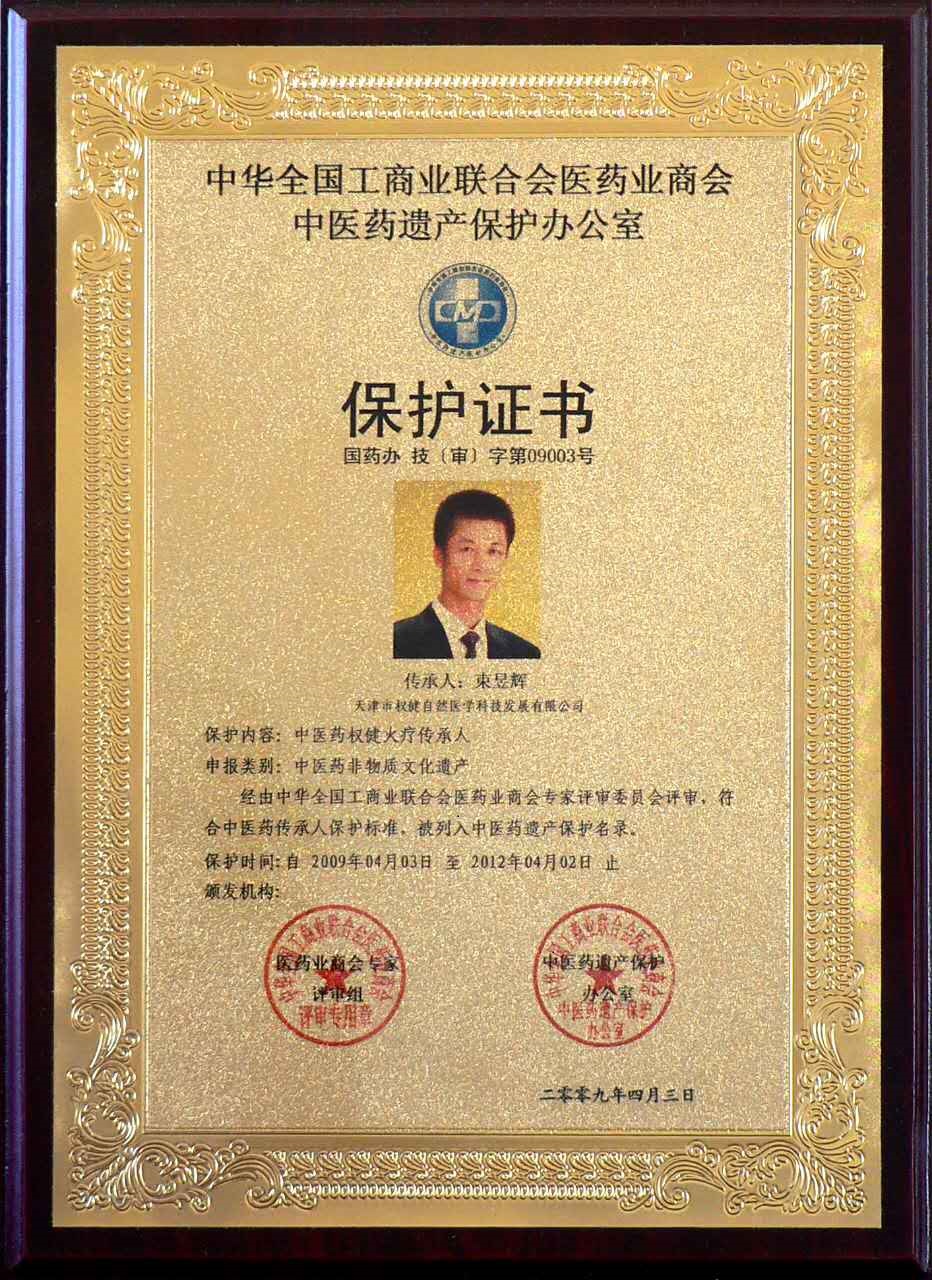 中华全国工商业联合会医药业商会
中医药遗产保护办公室
保护证书
国药办 技〔审〕字第09003号
传承人：束昱辉
天津市权健自然医学科技发展有限公司
保护内容：中医药权健火疗传承人
申报类别：中医药非物质文化遗产
经由中华全国工商业联合会医药业商会专家评审委员会评审，符
合中医药传承人保护标准，被列入中医药遗产保护名录。
保护时间：自 2009年04月03日 至 2012年04月02日 止
颁发机构：
医药业商会专家
评审组
评审专用章
中医药遗产保护
办公室
中医药遗产保护
办公室
二零零九年四月三日